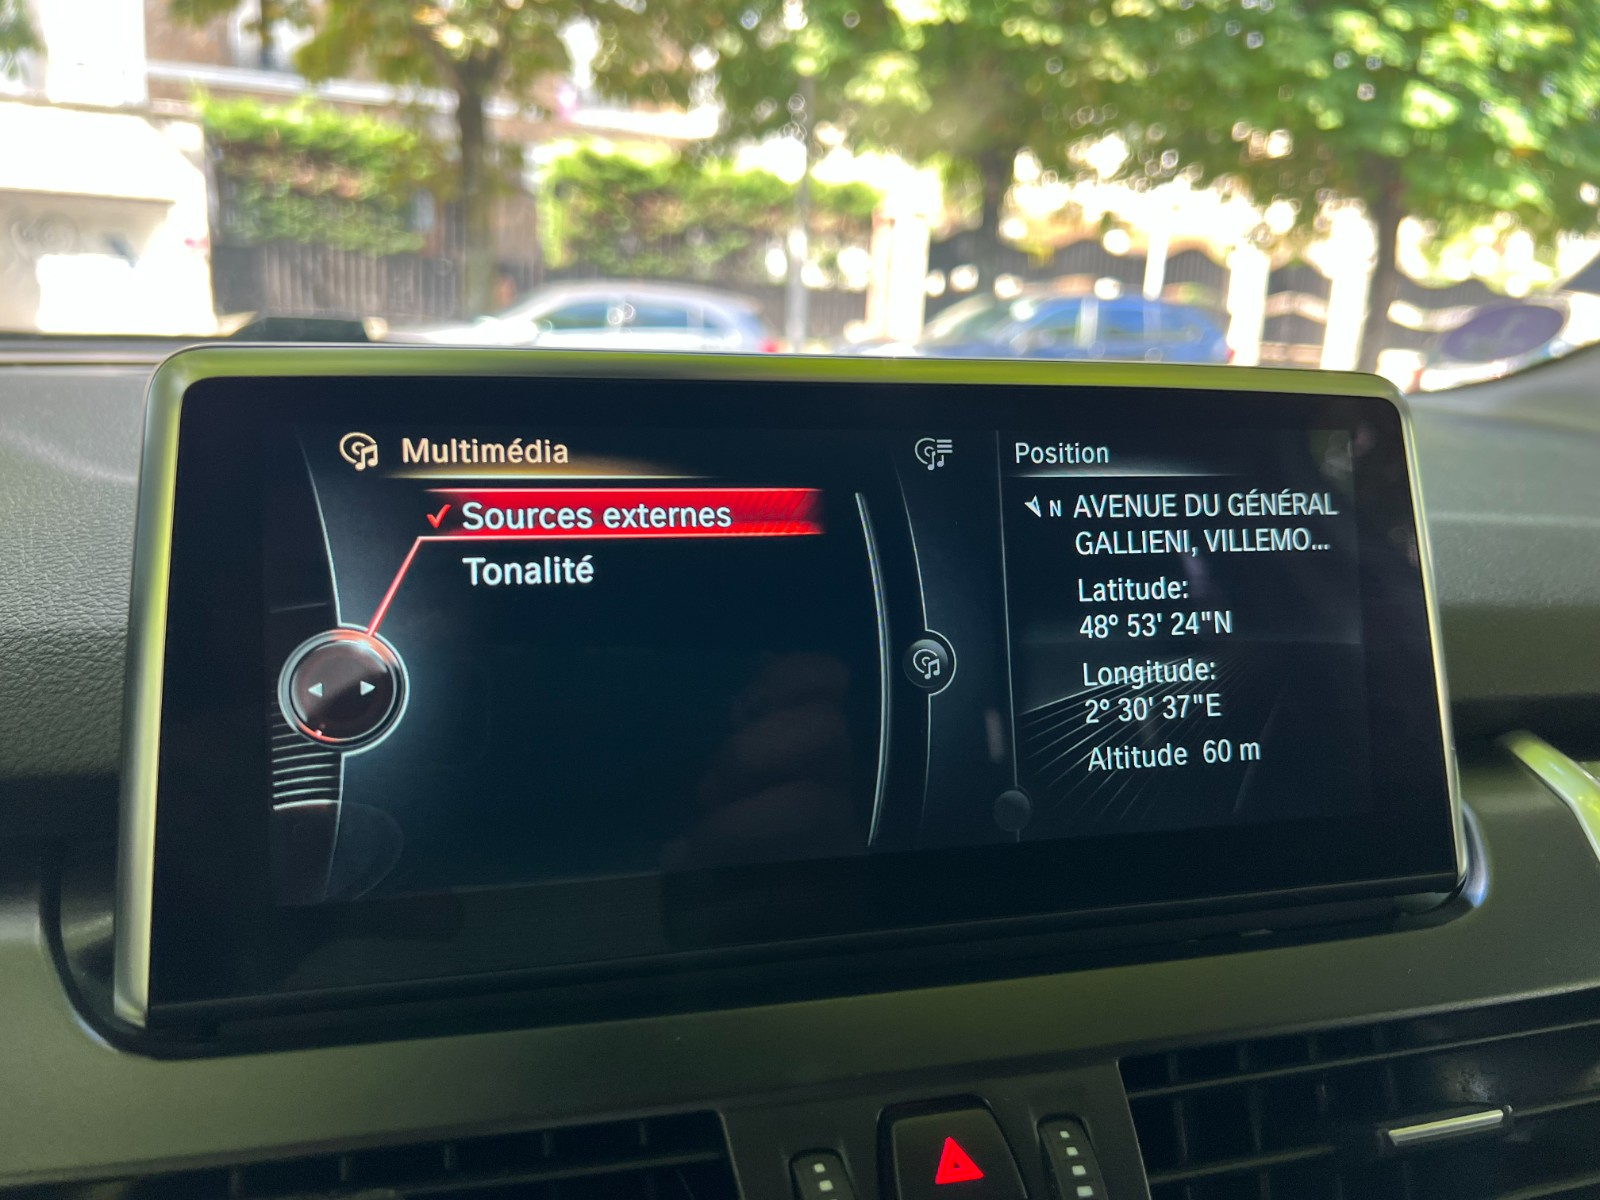 Multimédia
Sources externes
Tonalité
Position
N AVENUE DU GÉNÉRAL
GALLIENI, VILLEMO...
Latitude:
48° 53' 24"N
Longitude:
2° 30' 37"E
Altitude 60 m